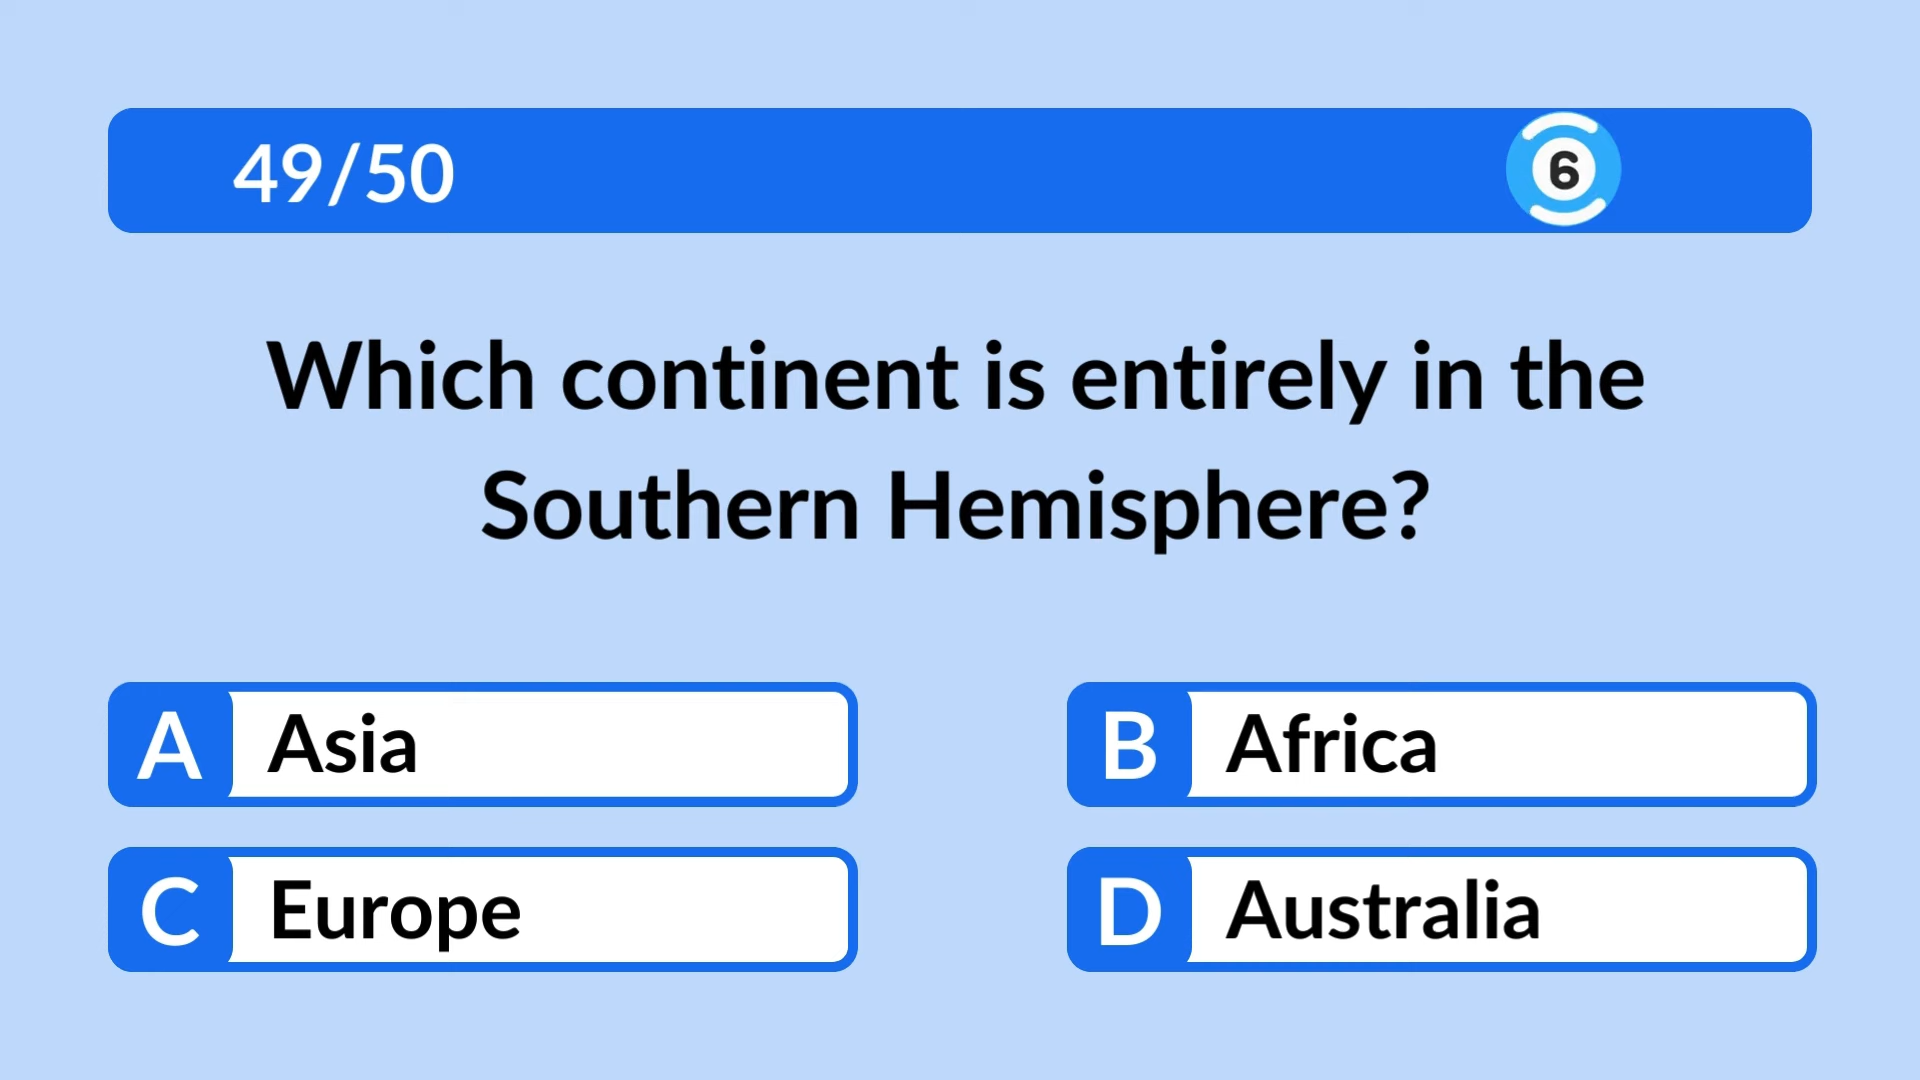 49/50
6
Which continent is entirely in the
Southern Hemisphere?
A Asia
B Africa
C Europe
D Australia